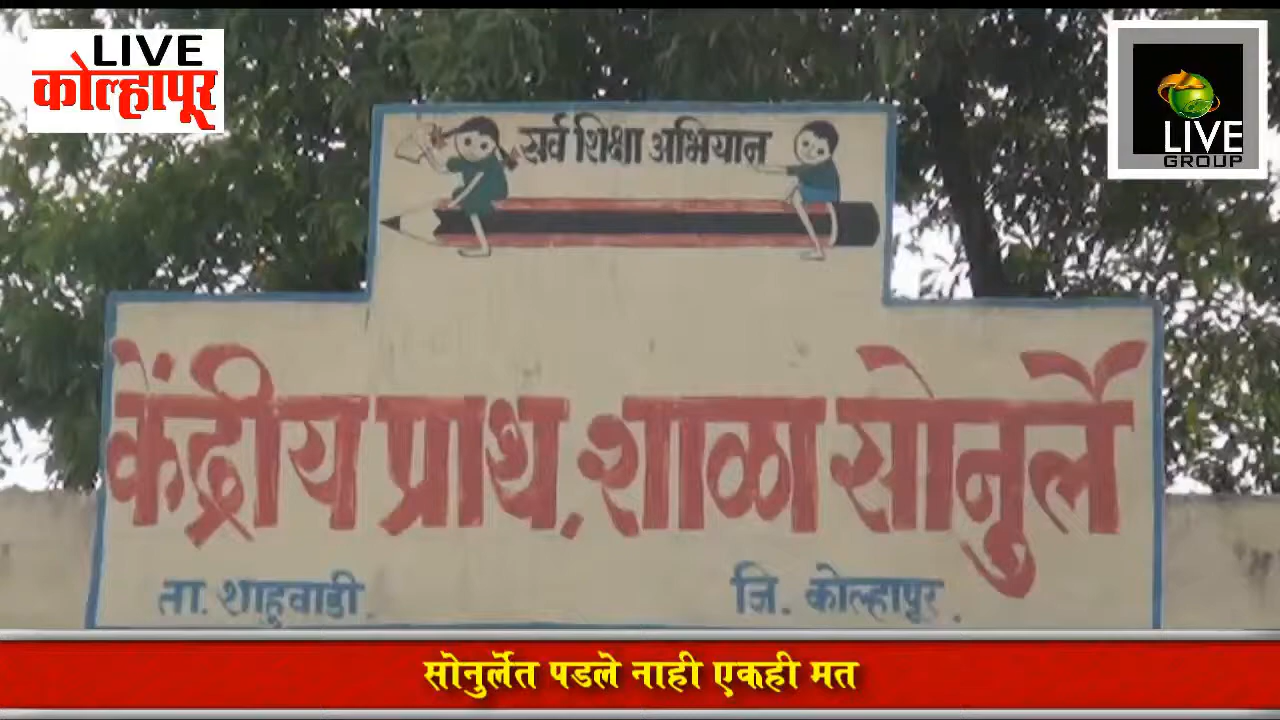 LIVE
कोल्हापूर
LIVE
GROUP
सर्व शिक्षा अभियान
केंद्रीय प्राथ. शाळा सोनुर्ले
ता. शाहूवाडी.
जि. कोल्हापुर.
सोनुर्लेत पडले नाही एकही मत